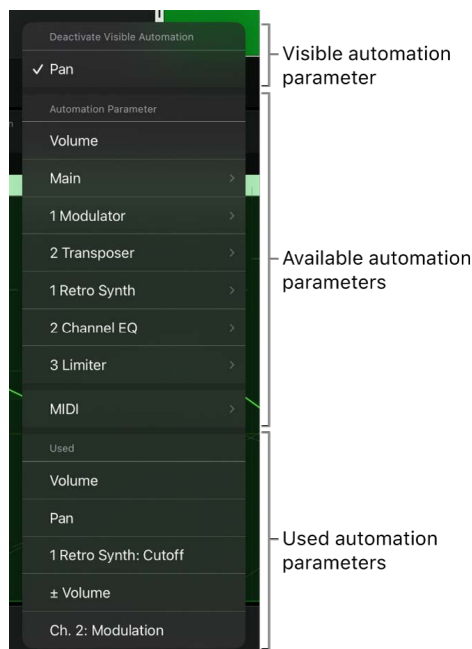 Deactivate Visible Automation
✓ Pan
Visible automation
parameter
Automation Parameter
Volume
Main
1 Modulator
2 Transposer
1 Retro Synth
2 Channel EQ
3 Limiter
MIDI
Available automation
parameters
Used
Volume
Pan
1 Retro Synth: Cutoff
± Volume
Ch. 2: Modulation
Used automation
parameters